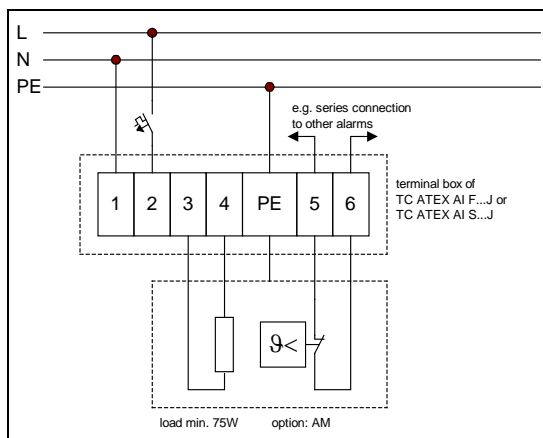 L
N
PE
e.g. series connection
to other alarms
1 2 3 4 PE 5 6
terminal box of
TC ATEX AI F...J or
TC ATEX AI S...J
ϑ<
load min. 75W option: AM